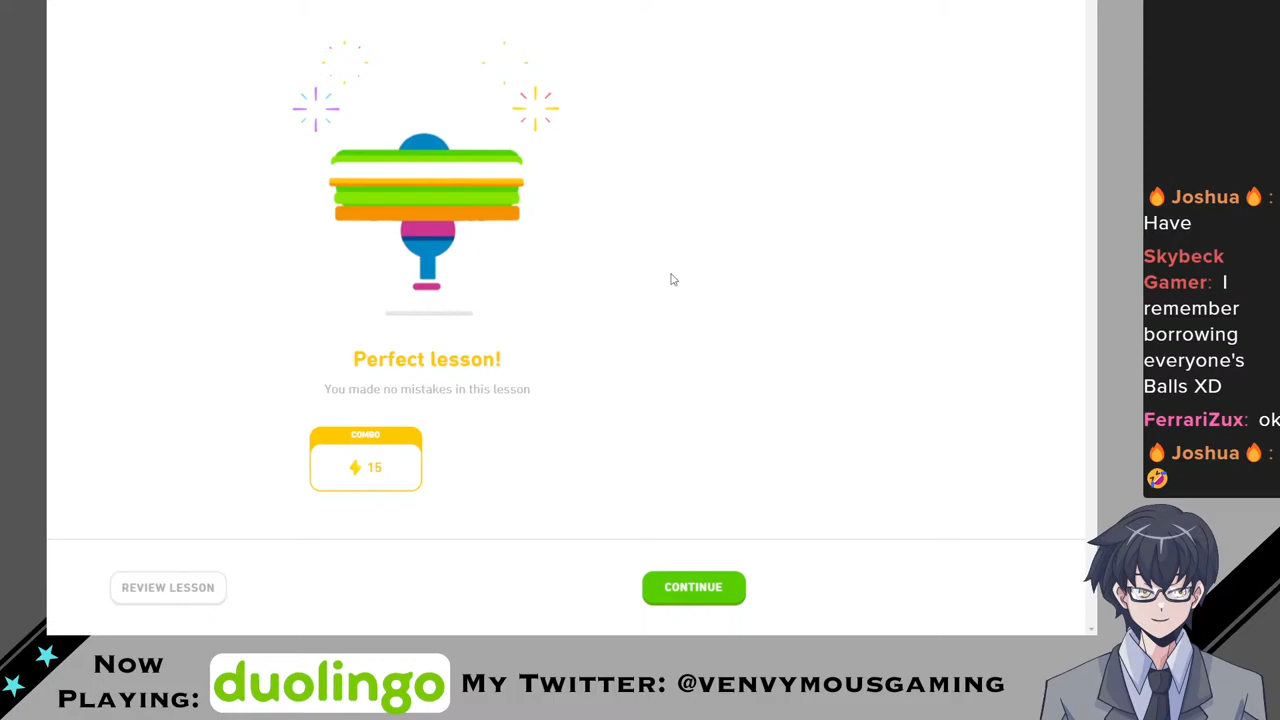 Perfect lesson!
You made no mistakes in this lesson
COMBO
15
REVIEW LESSON
CONTINUE
🔥 Joshua 🔥 :
Have
Skybeck
Gamer: I
remember
borrowing
everyone's
Balls XD
FerrariZux: ok
🔥 Joshua 🔥 :
🤣
Now
Playing:
duolingo
My Twitter: @venvymousgaming